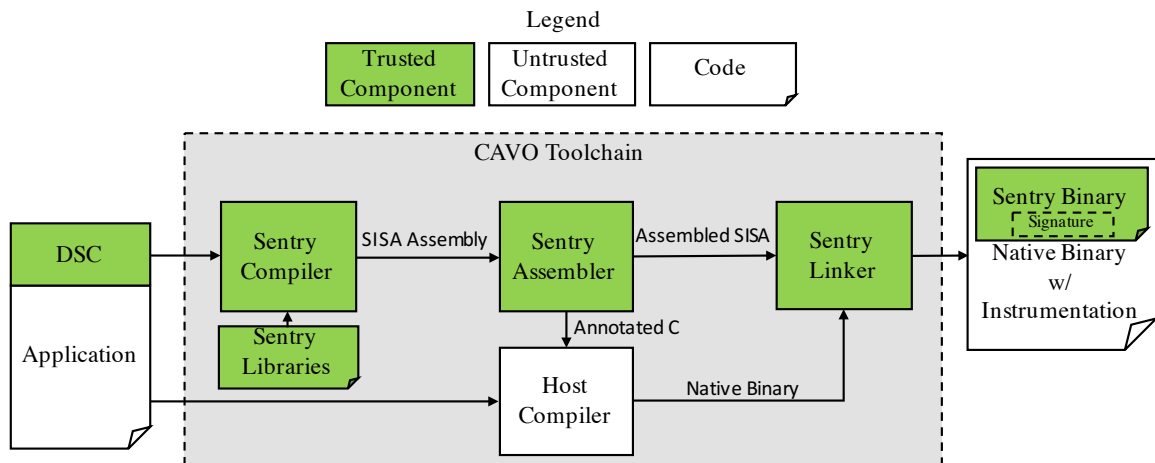 Legend
Trusted
Component
Untrusted
Component
Code
CAVO Toolchain
DSC
Application
Sentry
Compiler
SISA Assembly
Sentry
Assembler
Assembled SISA
Sentry
Linker
Sentry
Libraries
Annotated C
Host
Compiler
Native Binary
Sentry Binary
Signature
Native Binary
w/
Instrumentation